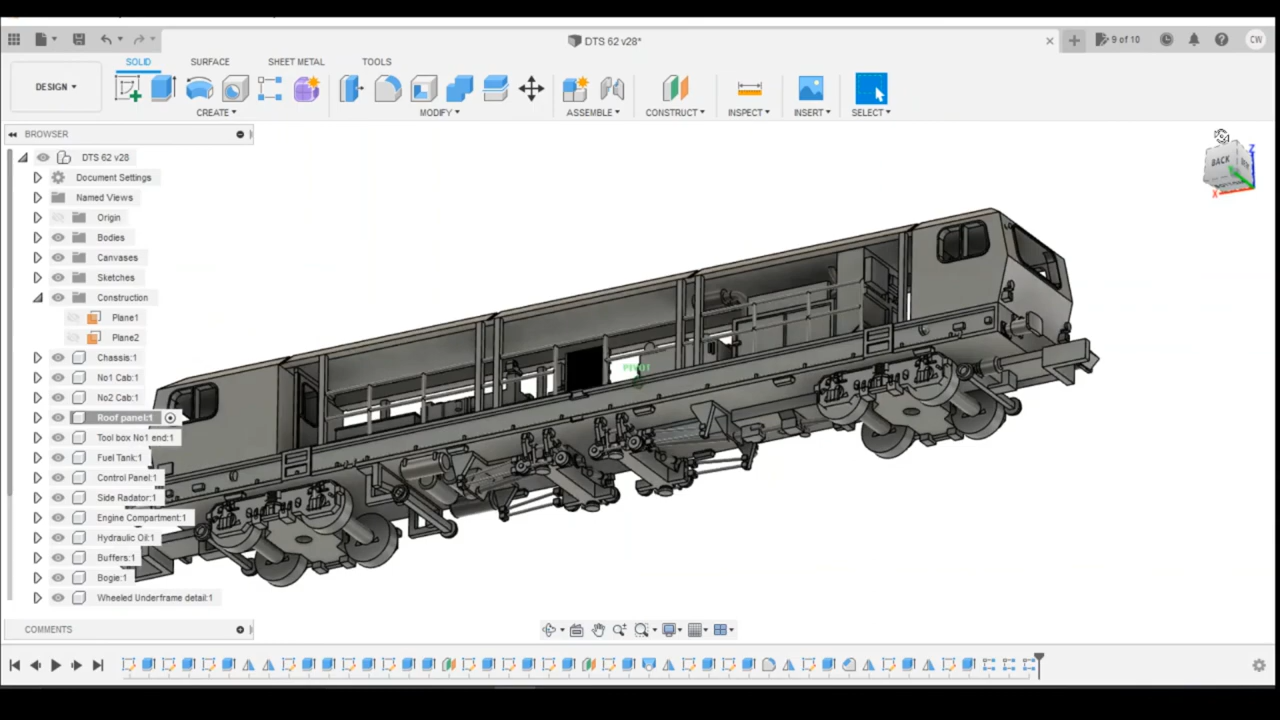 DTS 62 v28*
9 of 10
CW
DESIGN
SOLID SURFACE SHEET METAL TOOLS
CREATE MODIFY ASSEMBLE CONSTRUCT INSPECT INSERT SELECT
BROWSER
DTS 62 v28
Document Settings
Named Views
Origin
Bodies
Canvases
Sketches
Construction
Plane1
Plane2
Chassis:1
No1 Cab:1
No2 Cab:1
Roof panel:1
Tool box No1 end:1
Fuel Tank:1
Control Panel:1
Side Radator:1
Engine Compartment:1
Hydraulic Oil:1
Buffers:1
Bogie:1
Wheeled Underframe detail:1
BACK
Z
X
PIVOT
COMMENTS